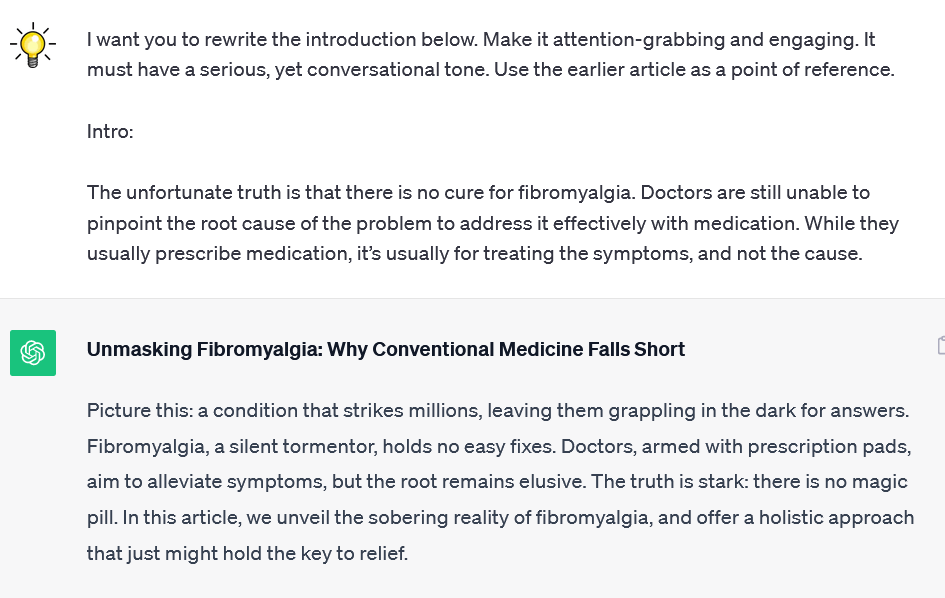 I want you to rewrite the introduction below. Make it attention-grabbing and engaging. It
must have a serious, yet conversational tone. Use the earlier article as a point of reference.
Intro:
The unfortunate truth is that there is no cure for fibromyalgia. Doctors are still unable to
pinpoint the root cause of the problem to address it effectively with medication. While they
usually prescribe medication, it’s usually for treating the symptoms, and not the cause.
Unmasking Fibromyalgia: Why Conventional Medicine Falls Short
Picture this: a condition that strikes millions, leaving them grappling in the dark for answers.
Fibromyalgia, a silent tormentor, holds no easy fixes. Doctors, armed with prescription pads,
aim to alleviate symptoms, but the root remains elusive. The truth is stark: there is no magic
pill. In this article, we unveil the sobering reality of fibromyalgia, and offer a holistic approach
that just might hold the key to relief.